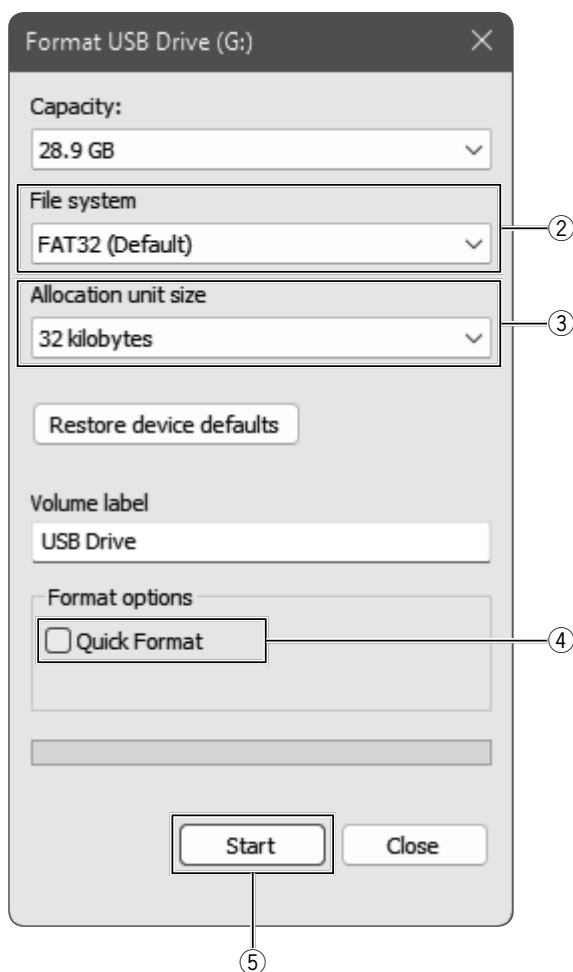 Format USB Drive (G:)
Capacity:
28.9 GB
File system
FAT32 (Default)
②
Allocation unit size
32 kilobytes
③
Restore device defaults
Volume label
USB Drive
Format options
Quick Format
④
Start
Close
⑤